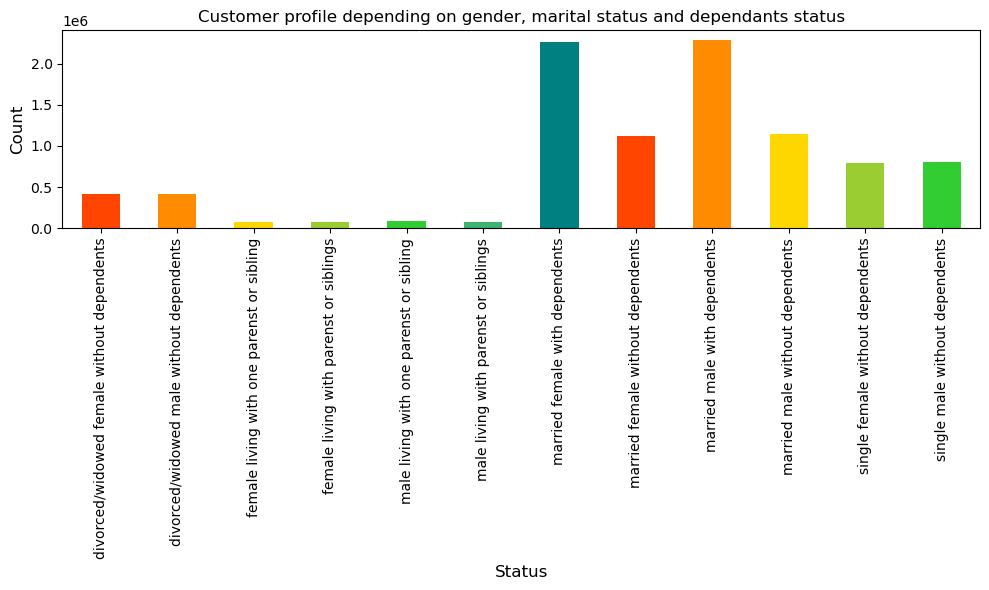 Customer profile depending on gender, marital status and dependants status
1e6
2.0
1.5
1.0
0.5
0.0
Count
divorced/widowed female without dependents
divorced/widowed male without dependents
female living with one parenst or sibling
female living with parenst or siblings
male living with one parenst or sibling
male living with parenst or siblings
married female with dependents
married female without dependents
married male with dependents
married male without dependents
single female without dependents
single male without dependents
Status